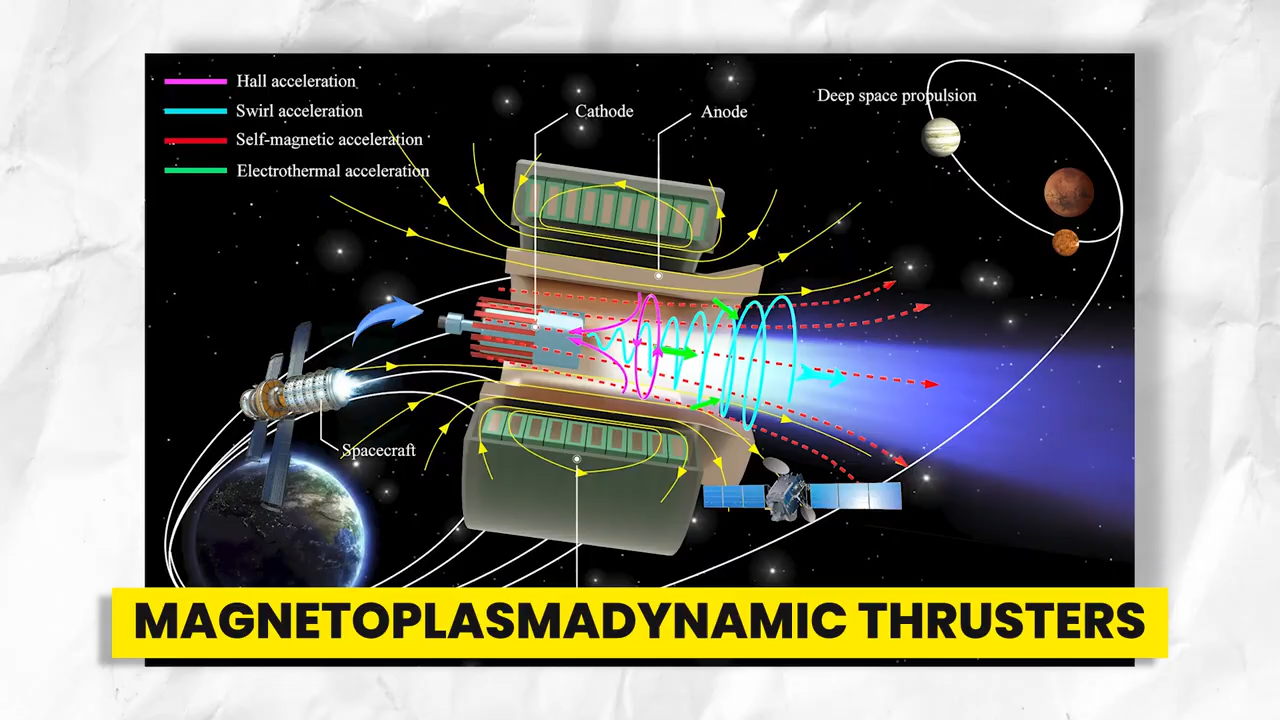 Hall acceleration
Swirl acceleration
Self-magnetic acceleration
Electrothermal acceleration
Cathode
Anode
Deep space propulsion
Spacecraft
MAGNETOPLASMADYNAMIC THRUSTERS